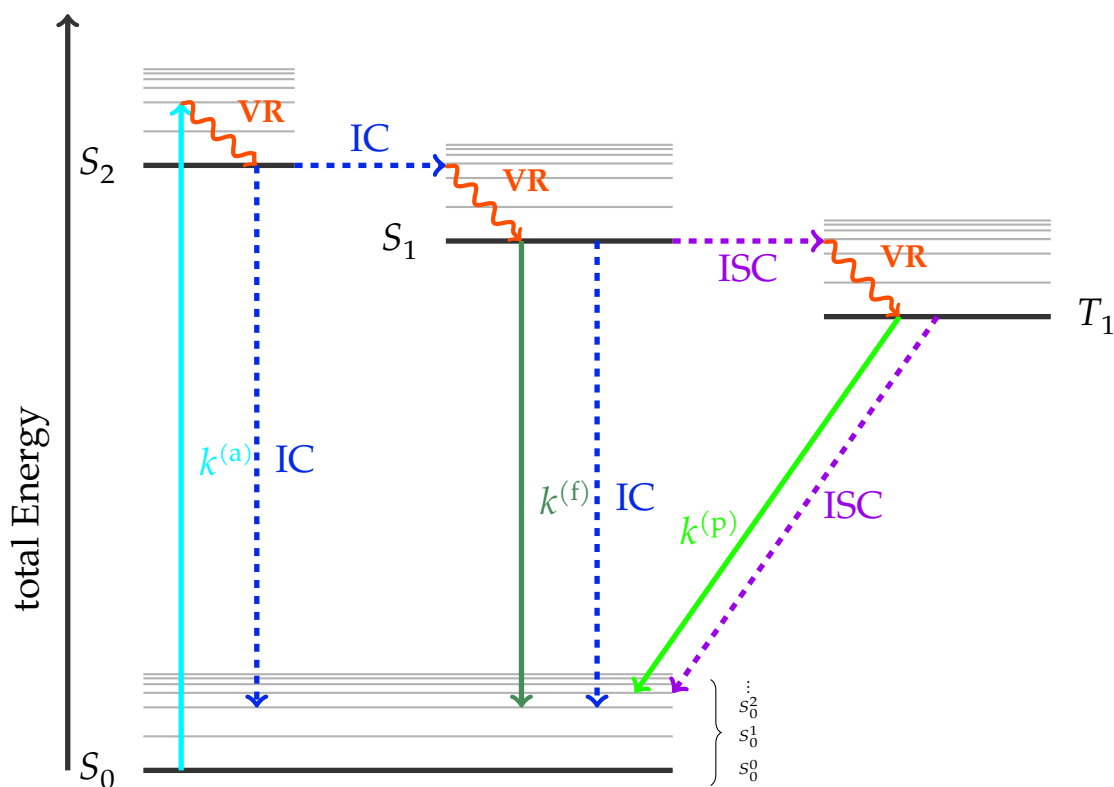 total Energy
S₂
VR
IC
VR
S₁
ISC
VR
T₁
k⁽ᵃ⁾
IC
k⁽ᶠ⁾
IC
k⁽ᵖ⁾
ISC
S₀
⋮
S₀²
S₀¹
S₀⁰